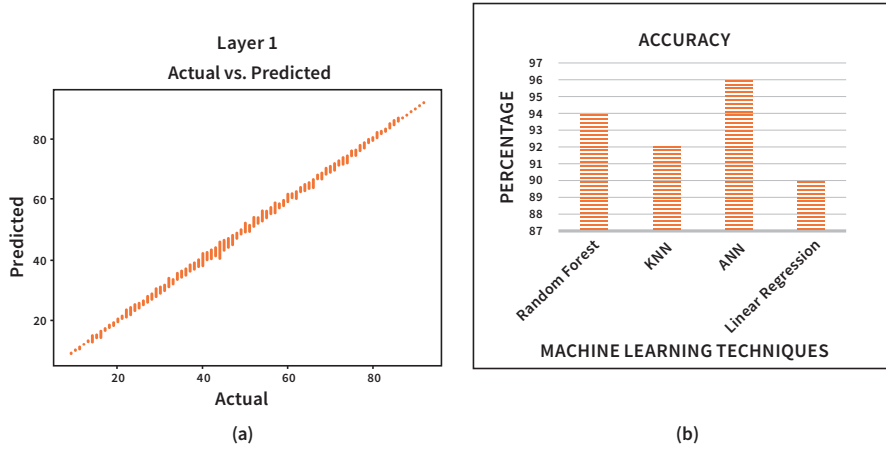 Layer 1
Actual vs. Predicted
Predicted
80
60
40
20
20 40 60 80
Actual
(a)
ACCURACY
PERCENTAGE
97
96
95
94
93
92
91
90
89
88
87
Random Forest
KNN
ANN
Linear Regression
MACHINE LEARNING TECHNIQUES
(b)